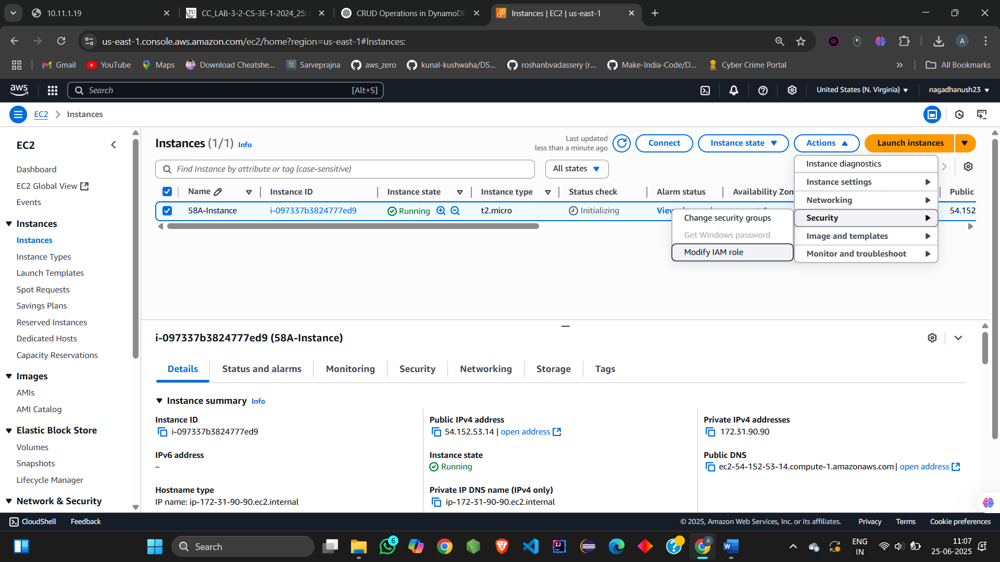 10.11.1.19
CC_LAB-3-2-CS-3E-1-2024_25:
CRUD Operations in DynamoDB
Instances | EC2 | us-east-1
us-east-1.console.aws.amazon.com/ec2/home?region=us-east-1#Instances:
Gmail
YouTube
Maps
Download Cheatshe...
Sarveprajna
aws_zero
kunal-kushwaha/DS...
roshanbvadassery (r...
Make-India-Code/D...
Cyber Crime Portal
All Bookmarks
aws
Search
[Alt+S]
United States (N. Virginia)
nagadhanush23
EC2
Instances
EC2
Dashboard
EC2 Global View
Events
Instances
Instances
Instance Types
Launch Templates
Spot Requests
Savings Plans
Reserved Instances
Dedicated Hosts
Capacity Reservations
Images
AMIs
AMI Catalog
Elastic Block Store
Volumes
Snapshots
Lifecycle Manager
Network & Security
Instances (1/1) Info
Last updated
less than a minute ago
Connect
Instance state
Actions
Launch instances
Find Instance by attribute or tag (case-sensitive)
All states
Instance diagnostics
Instance settings
Networking
Security
Image and templates
Monitor and troubleshoot
Change security groups
Get Windows password
Modify IAM role
Name
Instance ID
Instance state
Instance type
Status check
Alarm status
Availability Zon
Public
58A-Instance
i-097337b3824777ed9
Running
t2.micro
Initializing
54.152
i-097337b3824777ed9 (58A-Instance)
Details
Status and alarms
Monitoring
Security
Networking
Storage
Tags
Instance summary Info
Instance ID
i-097337b3824777ed9
Public IPv4 address
54.152.53.14 | open address
Private IPv4 addresses
172.31.90.90
IPv6 address
–
Instance state
Running
Public DNS
ec2-54-152-53-14.compute-1.amazonaws.com | open address
Hostname type
IP name: ip-172-31-90-90.ec2.internal
Private IP DNS name (IPv4 only)
ip-172-31-90-90.ec2.internal
CloudShell
Feedback
© 2025, Amazon Web Services, Inc. or its affiliates.
Privacy
Terms
Cookie preferences
Search
6
ENG
IN
11:07
25-06-2025